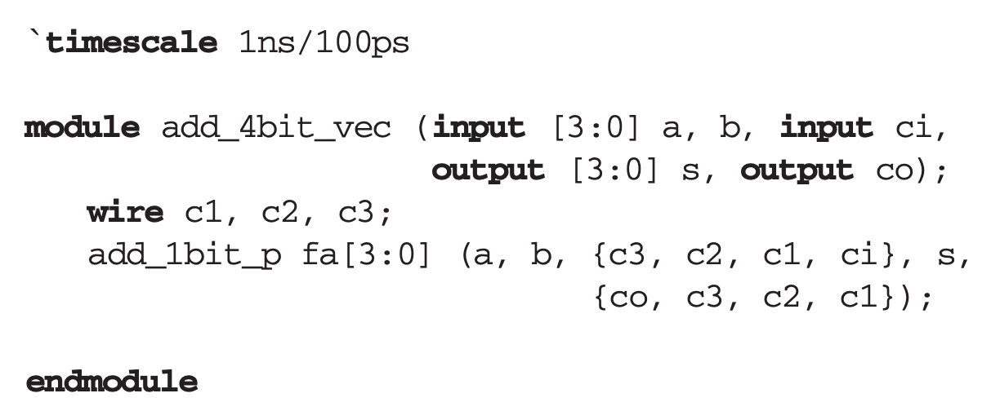 `timescale 1ns/100ps
module add_4bit_vec (input [3:0] a, b, input ci,
output [3:0] s, output co);
wire c1, c2, c3;
add_1bit_p fa[3:0] (a, b, {c3, c2, c1, ci}, s,
{co, c3, c2, c1});
endmodule